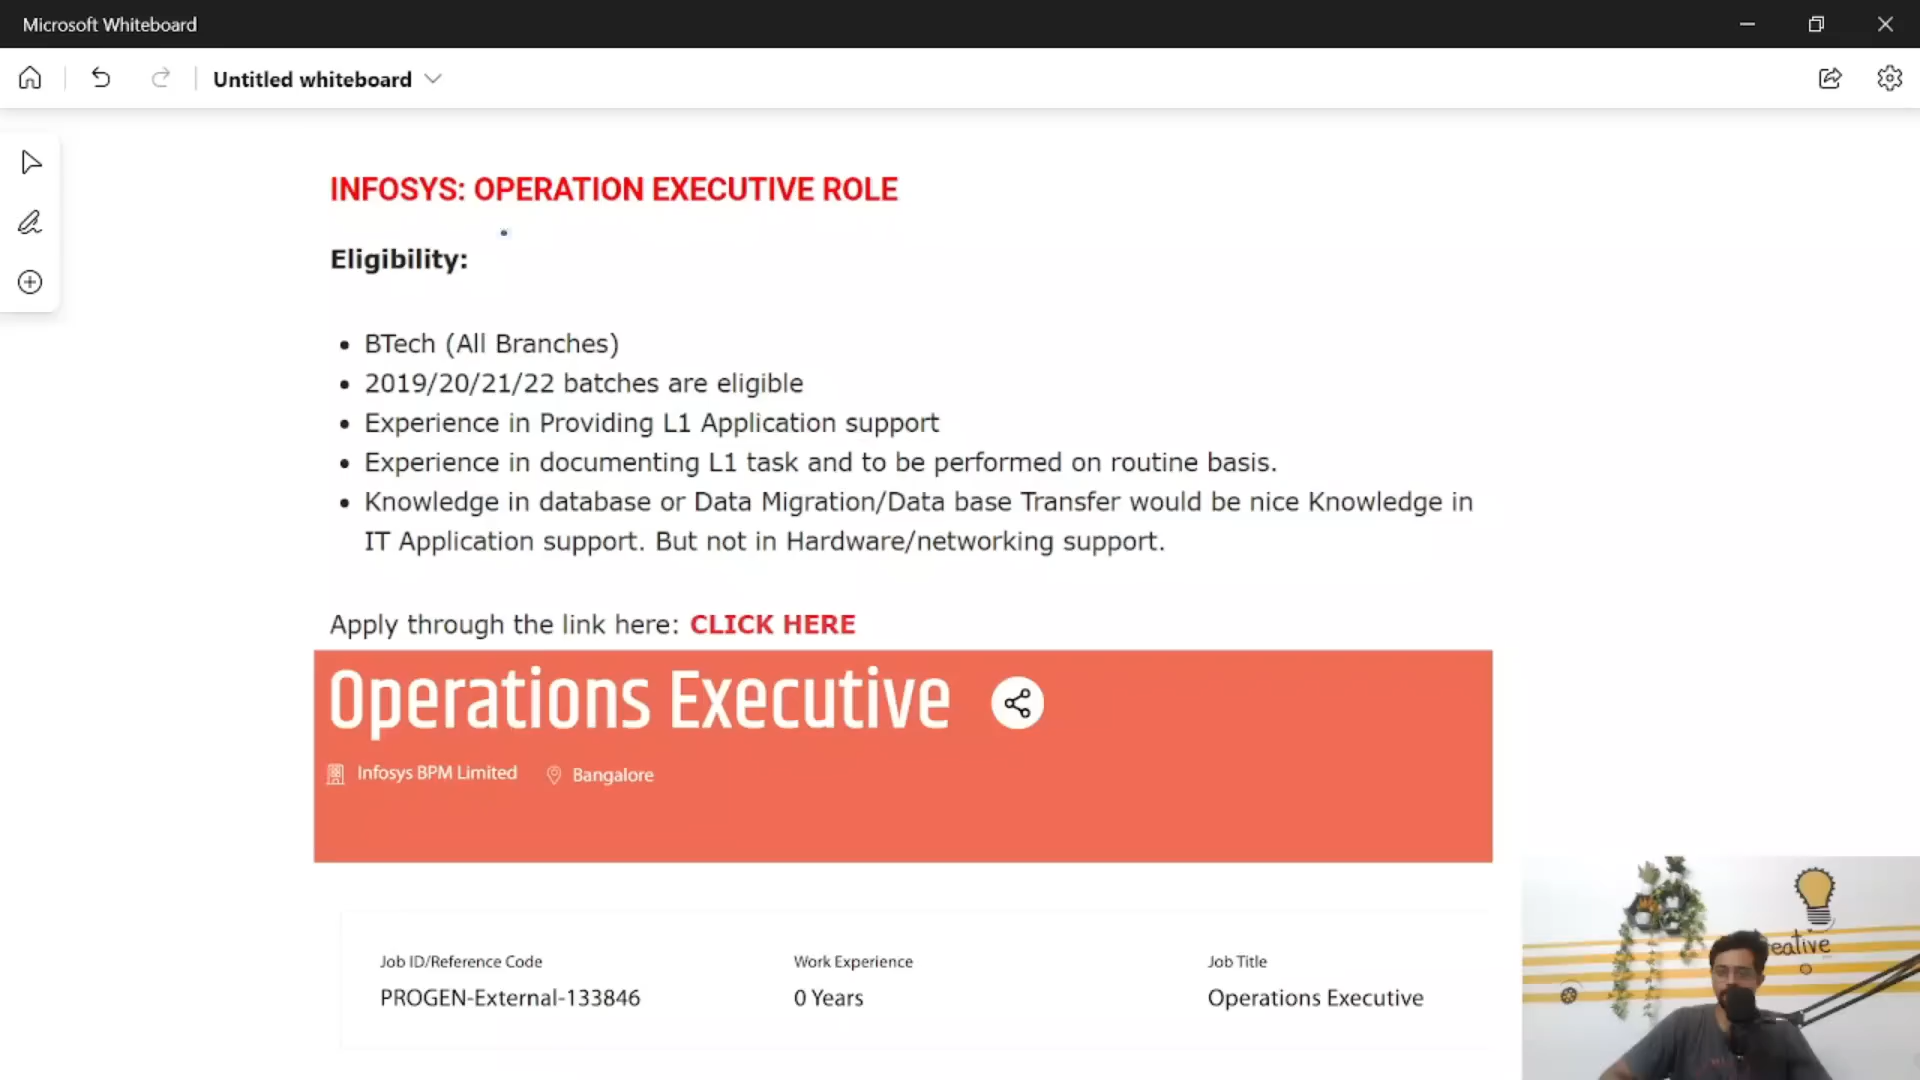 Microsoft Whiteboard
Untitled whiteboard
INFOSYS: OPERATION EXECUTIVE ROLE
Eligibility:
• BTech (All Branches)
• 2019/20/21/22 batches are eligible
• Experience in Providing L1 Application support
• Experience in documenting L1 task and to be performed on routine basis.
• Knowledge in database or Data Migration/Data base Transfer would be nice Knowledge in
IT Application support. But not in Hardware/networking support.
Apply through the link here: CLICK HERE
Operations Executive
Infosys BPM Limited Bangalore
Job ID/Reference Code Work Experience Job Title
PROGEN-External-133846 0 Years Operations Executive